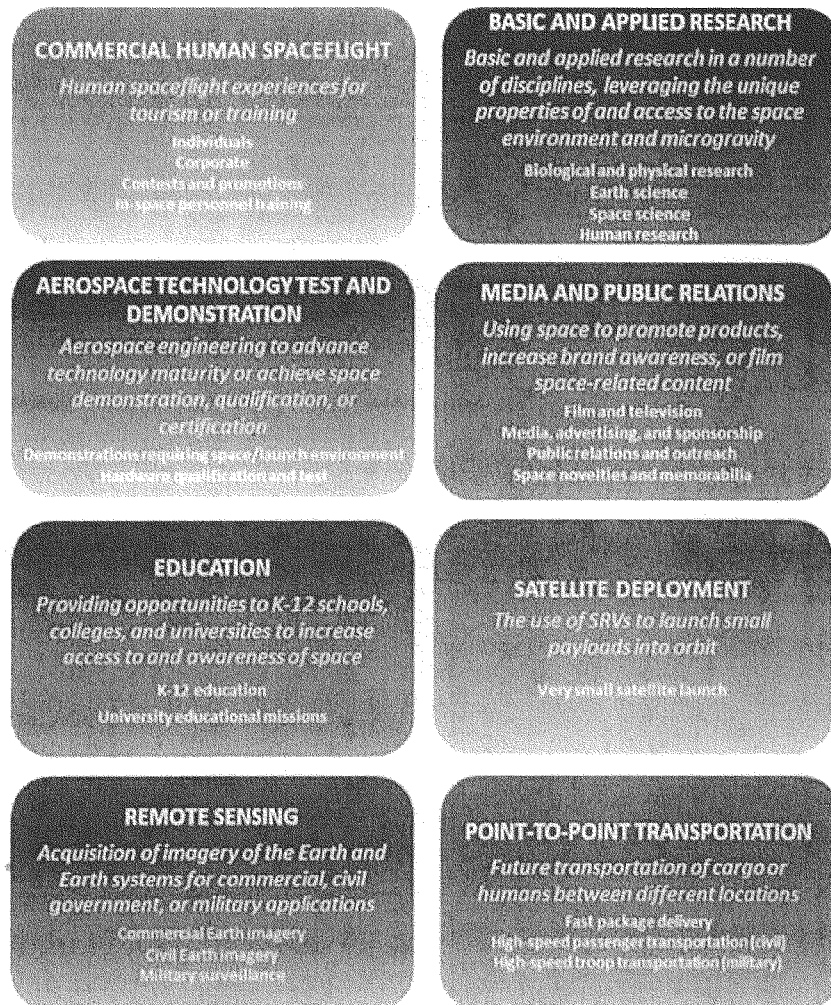 COMMERCIAL HUMAN SPACEFLIGHT
Human spaceflight experiences for
tourism or training
Individuals
Corporate
Contests and promotions
In-space personnel training
BASIC AND APPLIED RESEARCH
Basic and applied research in a number
of disciplines, leveraging the unique
properties of and access to the space
environment and microgravity
Biological and physical research
Earth science
Space science
Human research
AEROSPACE TECHNOLOGY TEST AND
DEMONSTRATION
Aerospace engineering to advance
technology maturity or achieve space
demonstration, qualification, or
certification
Demonstrations requiring space/launch environment
Hardware qualification and test
MEDIA AND PUBLIC RELATIONS
Using space to promote products,
increase brand awareness, or film
space-related content
Film and television
Media, advertising, and sponsorship
Public relations and outreach
Space novelties and memorabilia
EDUCATION
Providing opportunities to K-12 schools,
colleges, and universities to increase
access to and awareness of space
K-12 education
University educational missions
SATELLITE DEPLOYMENT
The use of SRVs to launch small
payloads into orbit
Very small satellite launch
REMOTE SENSING
Acquisition of imagery of the Earth and
Earth systems for commercial, civil
government, or military applications
Commercial Earth imagery
Civil Earth imagery
Military surveillance
POINT-TO-POINT TRANSPORTATION
Future transportation of cargo or
humans between different locations
Fast package delivery
High-speed passenger transportation (civil)
High-speed troop transportation (military)